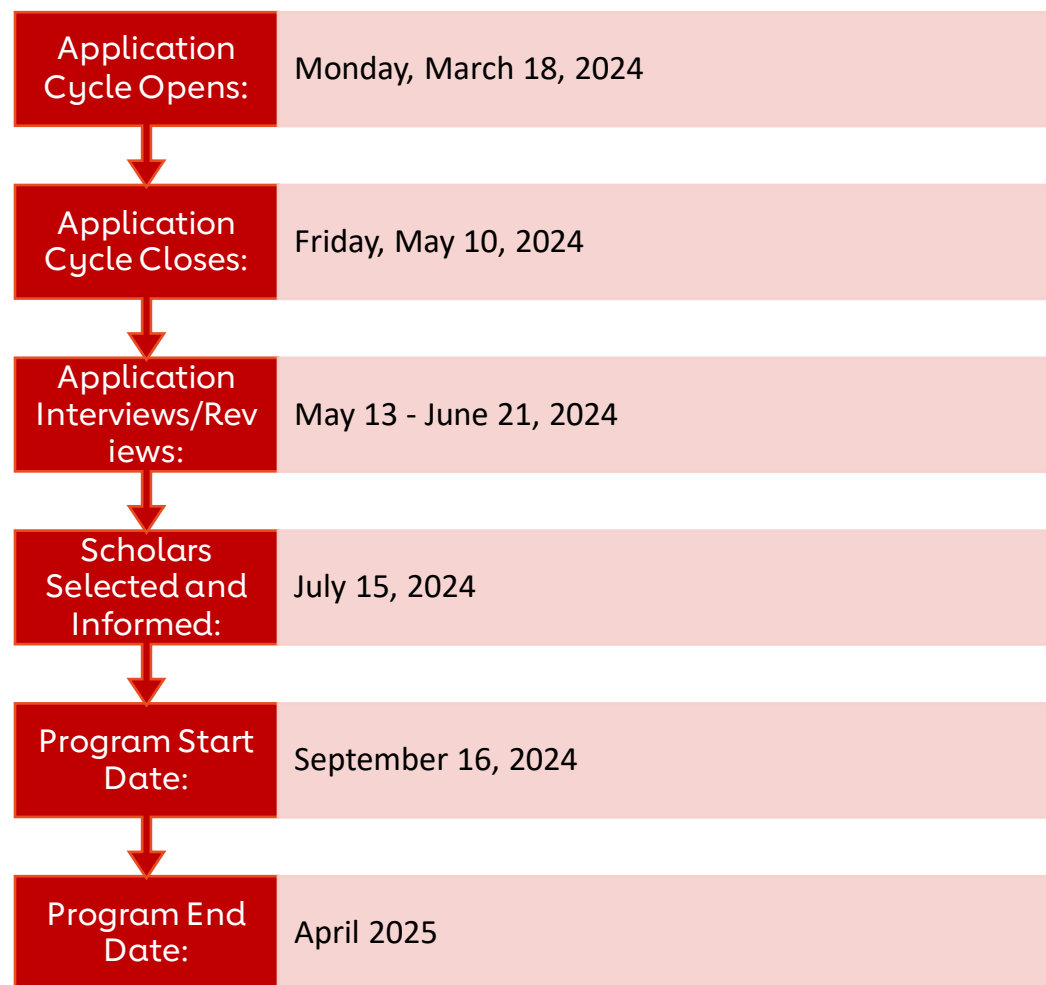 Application
Cycle Opens:
Monday, March 18, 2024
Application
Cycle Closes:
Friday, May 10, 2024
Application
Interviews/Rev
iews:
May 13 - June 21, 2024
Scholars
Selected and
Informed:
July 15, 2024
Program Start
Date:
September 16, 2024
Program End
Date:
April 2025